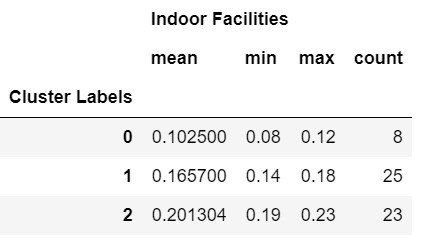 Indoor Facilities
mean min max count
Cluster Labels
0 0.102500 0.08 0.12 8
1 0.165700 0.14 0.18 25
2 0.201304 0.19 0.23 23